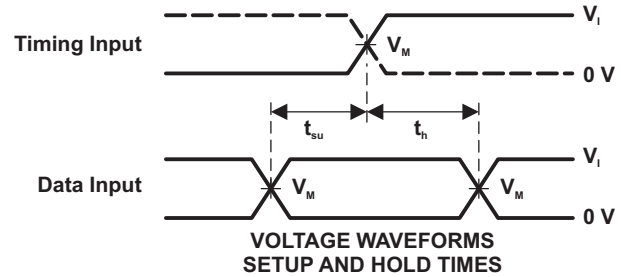 V_I
Timing Input
V_M
0 V
t_su
t_h
V_I
Data Input
V_M
V_M
0 V
VOLTAGE WAVEFORMS
SETUP AND HOLD TIMES